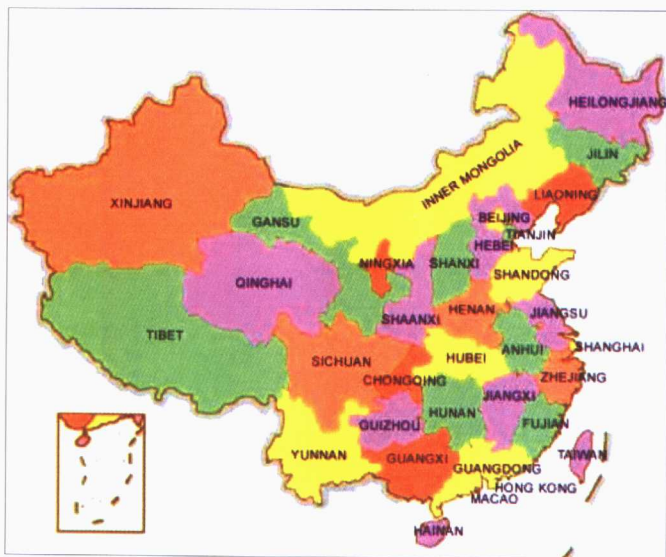 HEILONGJIANG
JILIN
LIAONING
INNER MONGOLIA
XINJIANG
GANSU
BEIJING
TIANJIN
HEBEI
NINGXIA
SHANXI
SHANDONG
QINGHAI
SHAANXI
HENAN
JIANGSU
TIBET
SICHUAN
HUBEI
ANHUI
SHANGHAI
CHONGQING
ZHEJIANG
JIANGXI
HUNAN
GUIZHOU
FUJIAN
YUNNAN
GUANGXI
GUANGDONG
TAIWAN
HONG KONG
MACAO
HAINAN